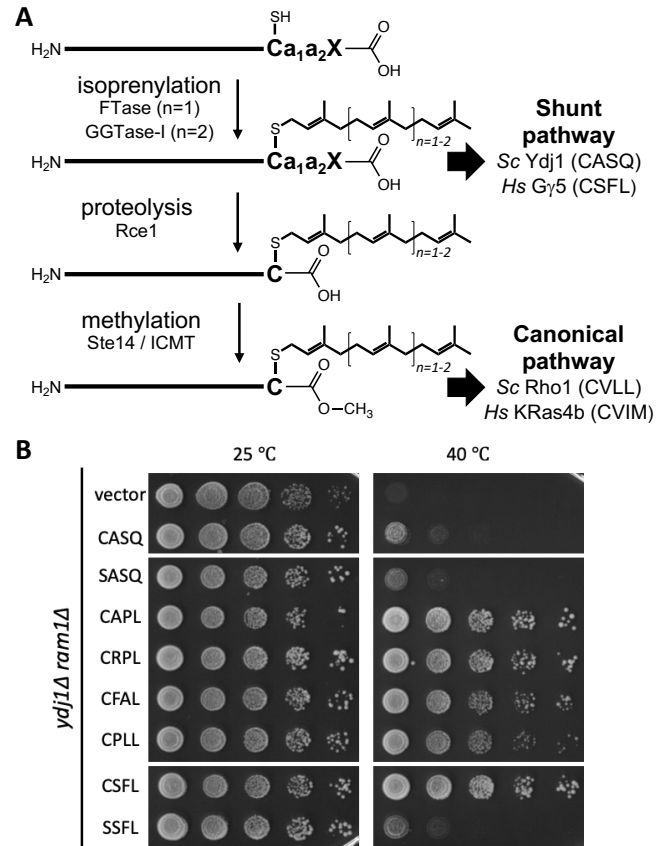 A
SH
H₂N
Ca₁a₂X
O
OH
isoprenylation
FTase (n=1)
GGTase-I (n=2)
S
n=1-2
H₂N
Ca₁a₂X
O
OH
Shunt
pathway
Sc Ydj1 (CASQ)
Hs Gγ5 (CSFL)
proteolysis
Rce1
S
n=1-2
O
H₂N
C
OH
methylation
Ste14 / ICMT
S
n=1-2
O
H₂N
C
O-CH₃
Canonical
pathway
Sc Rho1 (CVLL)
Hs KRas4b (CVIM)
B
25 °C
40 °C
ydj1Δ ram1Δ
vector
CASQ
SASQ
CAPL
CRPL
CFAL
CPLL
CSFL
SSFL